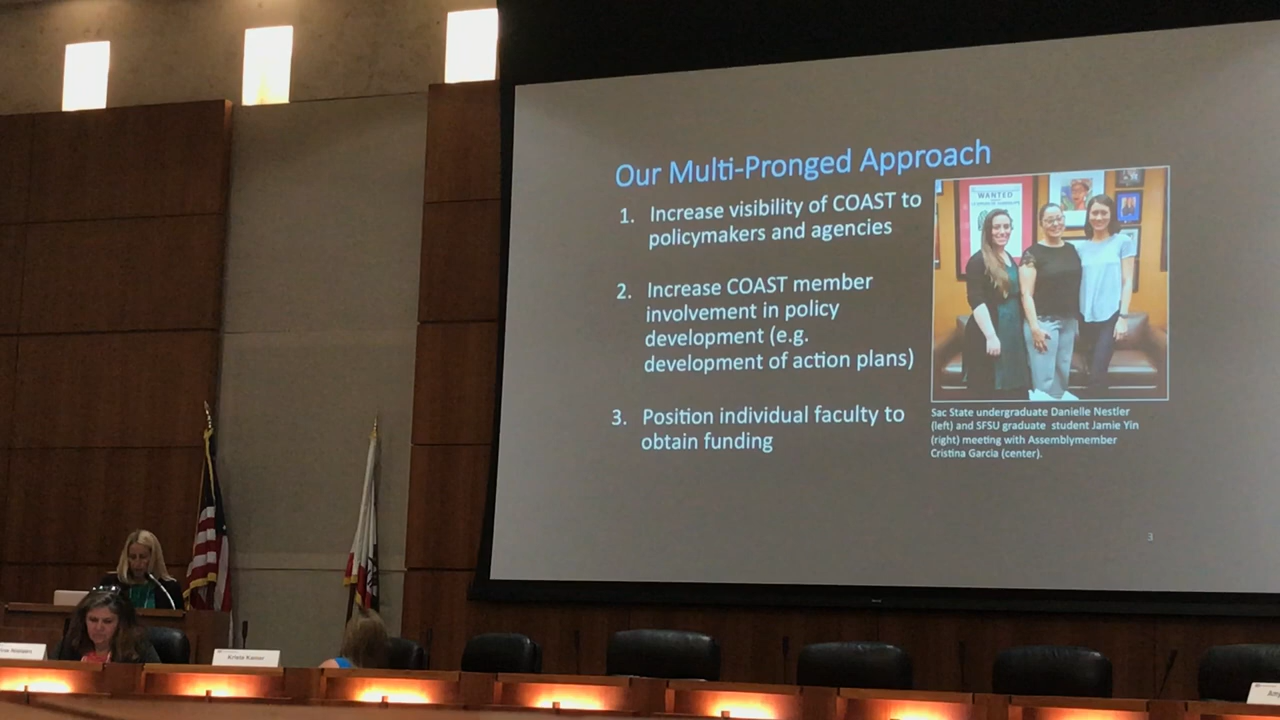 Our Multi-Pronged Approach
1. Increase visibility of COAST to
policymakers and agencies
2. Increase COAST member
involvement in policy
development (e.g.
development of action plans)
3. Position individual faculty to
obtain funding
WANTED
Sac State undergraduate Danielle Nestler
(left) and SFSU graduate student Jamie Yin
(right) meeting with Assemblymember
Cristina Garcia (center).
3
Krista Kamer